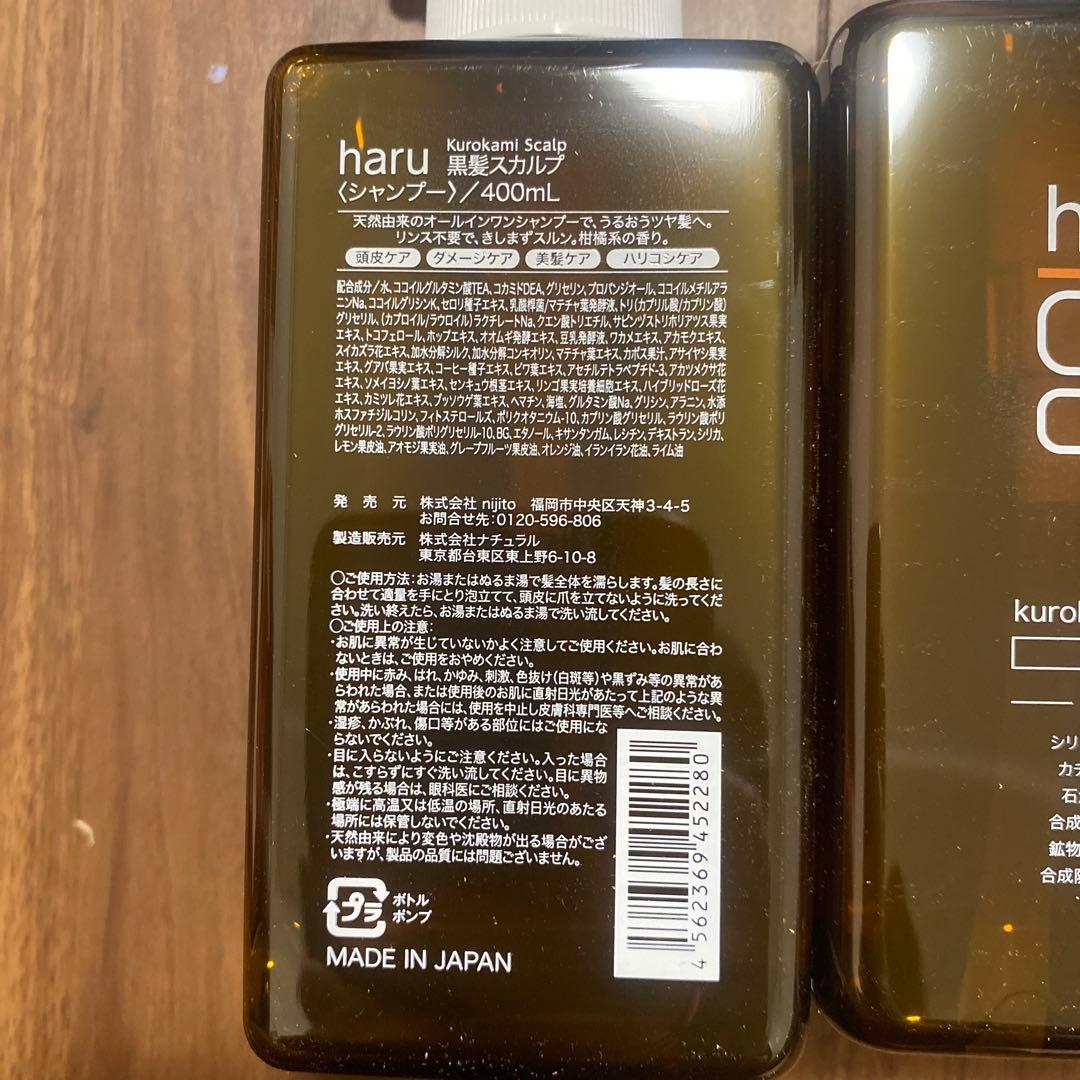 haru Kurokami Scalp
黒髪スカルプ
〈シャンプー〉／400mL
天然由来のオールインワンシャンプーで、うるおうツヤ髪へ。
リンス不要で、きしまずスルン。柑橘系の香り。
頭皮ケア ダメージケア 美髪ケア ハリコシケア
配合成分／水、ココイルグルタミン酸TEA、コカミドDEA、グリセリン、プロパンジオール、ココイルメチルアラ
ニンNa、ココイルグリシンK、セロリ種子エキス、乳酸桿菌/マテチャ葉発酵液、トリ(カプリル酸/カプリン酸)
グリセリル、(カプロイル/ラウロイル)ラクチレートNa、クエン酸トリエチル、サピンヅストリホリアツス果実
エキス、トコフェロール、ホップエキス、オオムギ発酵エキス、豆乳発酵液、ワカメエキス、アカモクエキス、
スイカズラ花エキス、加水分解シルク、加水分解コンキオリン、マテチャ葉エキス、カボス果汁、アサイヤシ果実
エキス、グアバ果実エキス、コーヒー種子エキス、ビワ葉エキス、アセチルテトラペプチド-3、アカツメクサ花
エキス、ソメイヨシノ葉エキス、センキュウ根茎エキス、リンゴ果実培養細胞エキス、ハイブリッドローズ花エ
キス、カミツレ花エキス、ブッソウゲ葉エキス、ヘマチン、海塩、グルタミン酸Na、グリシン、アラニン、水添
ホスファチジルコリン、フィトステロールズ、ポリクオタニウム-10、カプリン酸グリセリル、ラウリン酸ポリ
グリセリル-2、ラウリン酸ポリグリセリル-10、BG、エタノール、キサンタンガム、レシチン、デキストラン、シリカ、
レモン果皮油、アオモジ果実油、グレープフルーツ果皮油、オレンジ油、イランイラン花油、ライム油
発売元 株式会社 nijito 福岡市中央区天神3-4-5
お問合せ先：0120-596-806
製造販売元 株式会社ナチュラル
東京都台東区東上野6-10-8
〇ご使用方法：お湯またはぬるま湯で髪全体を濡らします。髪の長さに
合わせて適量を手にとり泡立てて、頭皮に爪を立てないように洗ってくだ
さい。洗い終えたら、お湯またはぬるま湯で洗い流してください。
〇ご使用上の注意：
・お肌に異常が生じていないかよく注意してご使用ください。お肌に合わ
ないときは、ご使用をおやめください。
・使用中に赤み、はれ、かゆみ、刺激、色抜け(白斑等)や黒ずみ等の異常があ
らわれた場合、または使用後のお肌に直射日光があたって上記のような異
常があらわれた場合には、使用を中止し皮膚科専門医等へご相談ください。
・湿疹、かぶれ、傷口等がある部位にはご使用にな
らないでください。
・目に入らないようにご注意ください。入った場合
は、こすらずにすぐ洗い流してください。目に異物
感が残る場合は、眼科医にご相談ください。
・極端に高温又は低温の場所、直射日光のあたる
場所には保管しないでください。
・天然由来により変色や沈殿物が出る場合がござ
いますが、製品の品質には問題ございません。
プラ ボトル
ポンプ
MADE IN JAPAN
4 562369 452280
h
kuro
シリ
カチ
石
合成
鉱物
合成